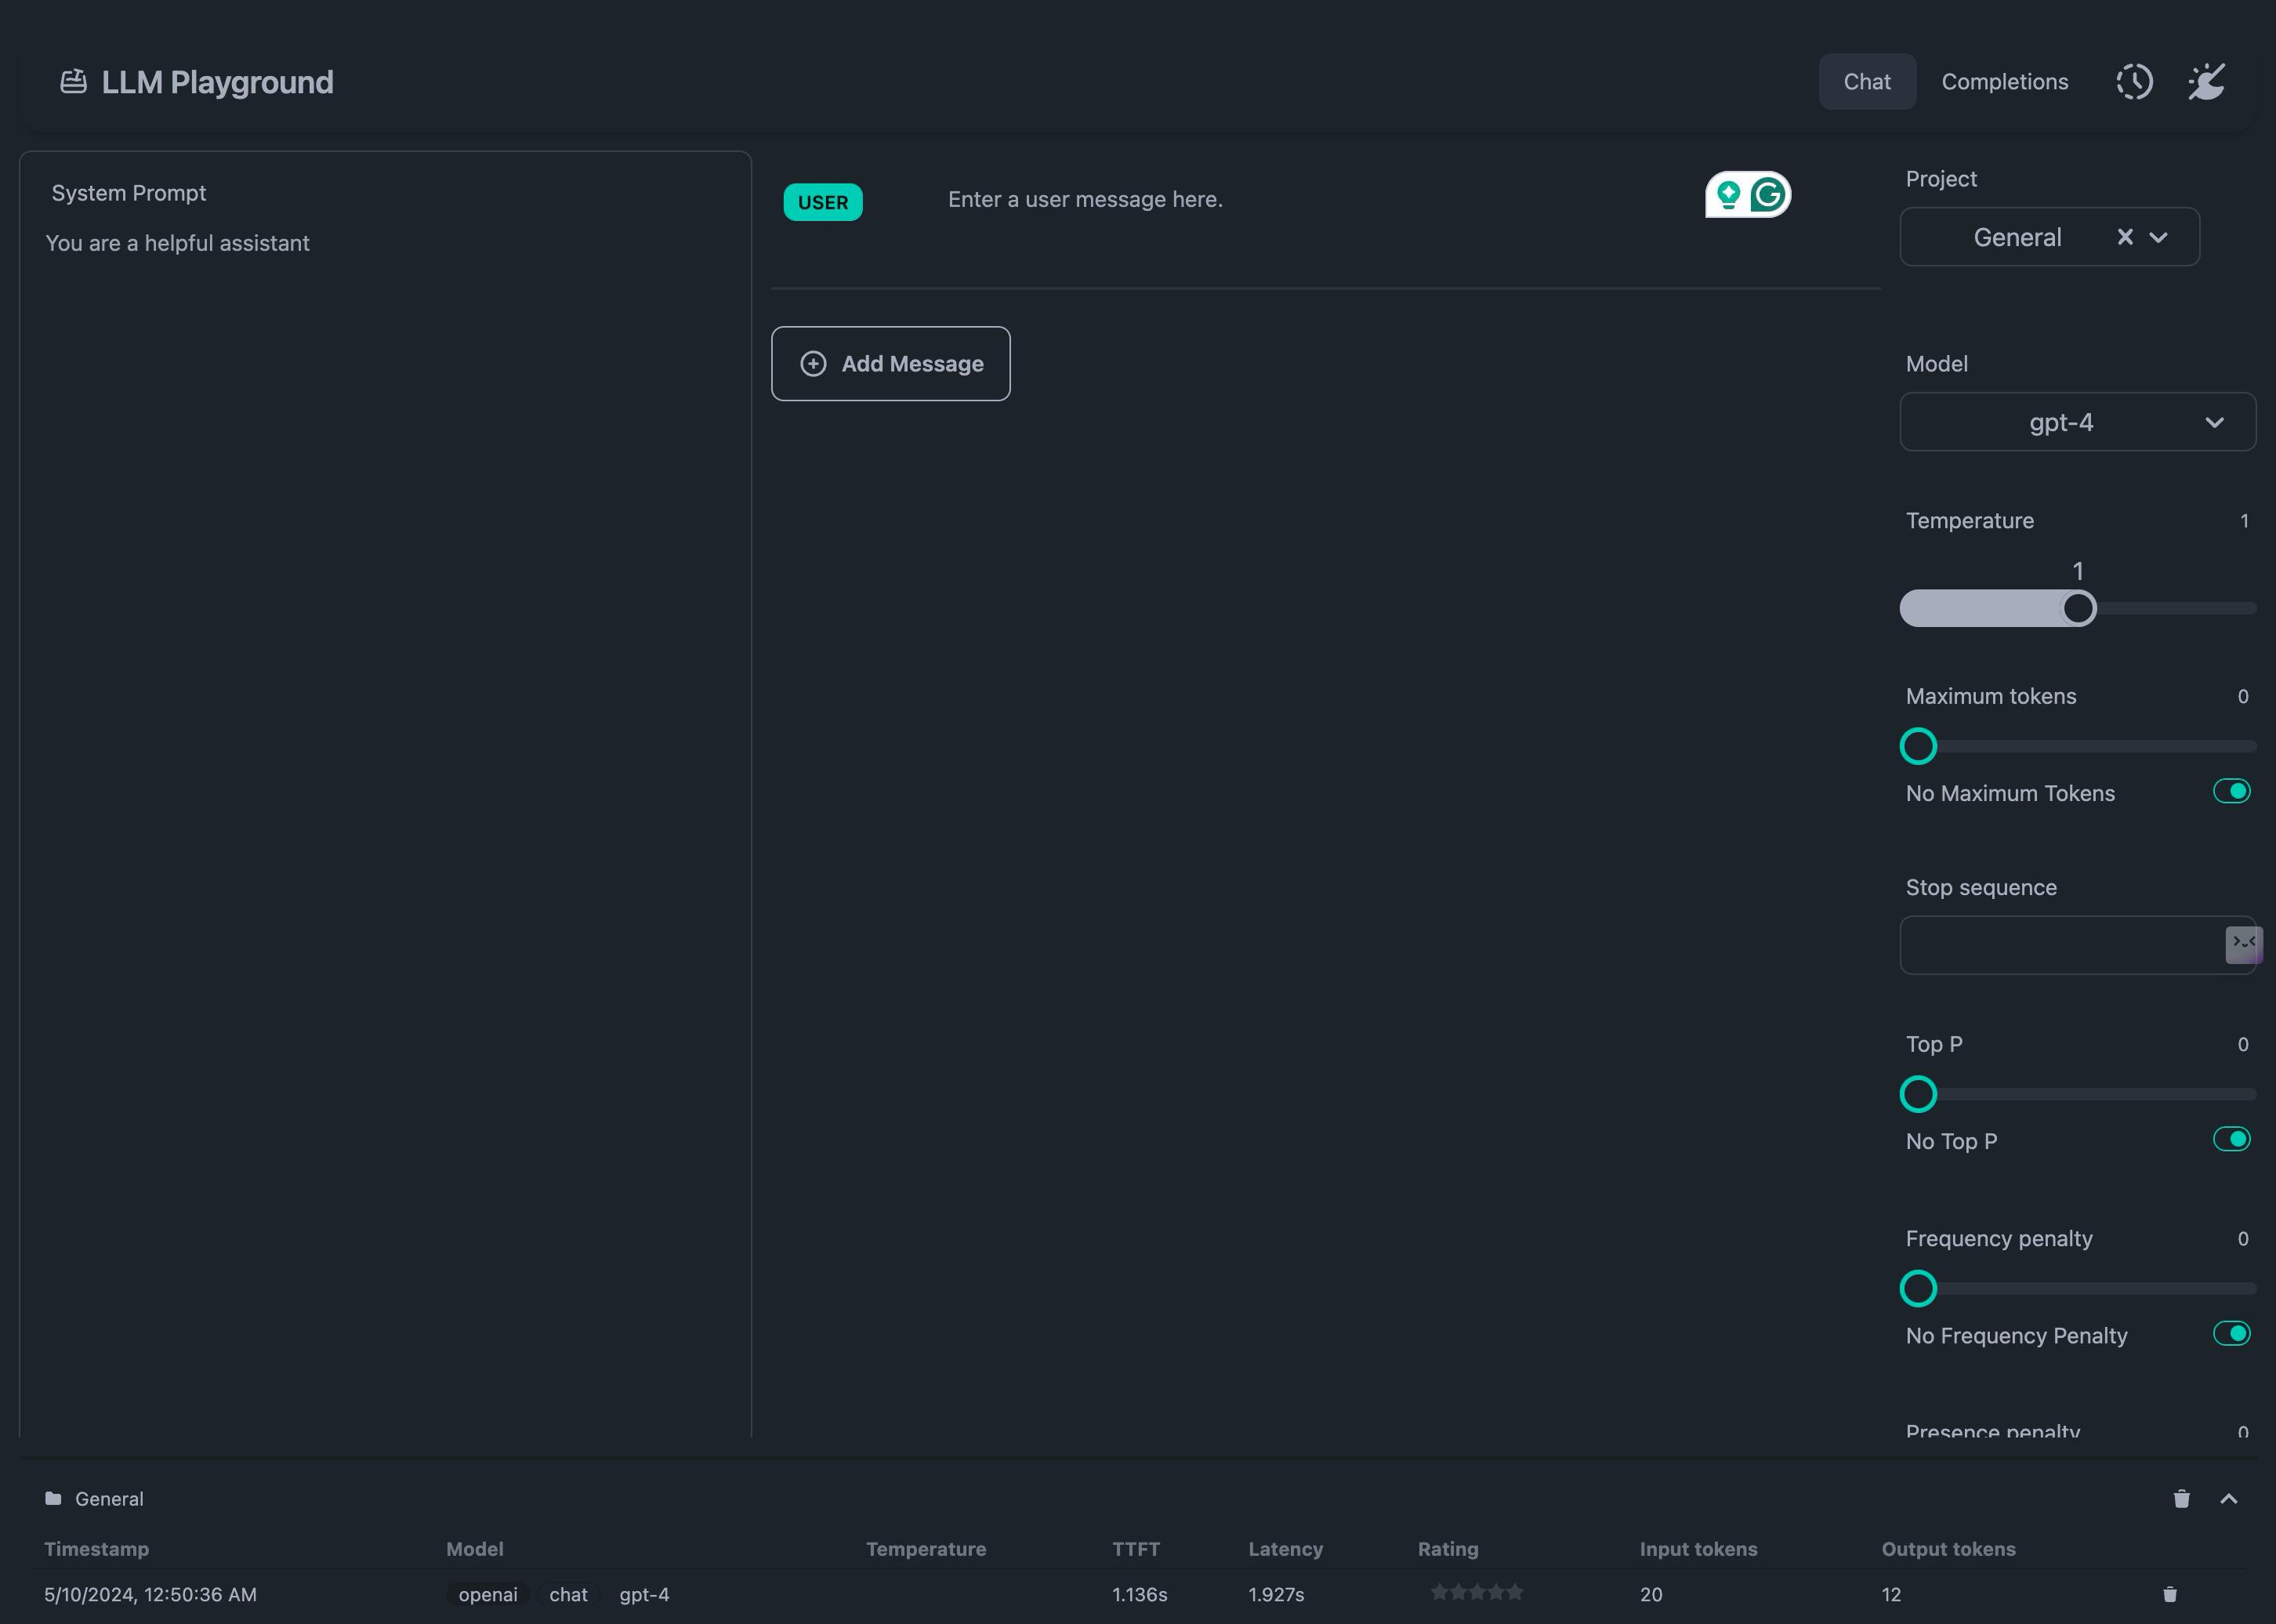 LLM Playground
Chat
Completions
System Prompt
You are a helpful assistant
USER
Enter a user message here.
Add Message
Project
General
Model
gpt-4
Temperature 1
1
Maximum tokens 0
No Maximum Tokens
Stop sequence
Top P 0
No Top P
Frequency penalty 0
No Frequency Penalty
Presence penalty 0
General
Timestamp Model Temperature TTFT Latency Rating Input tokens Output tokens
5/10/2024, 12:50:36 AM openai chat gpt-4 1.136s 1.927s 20 12